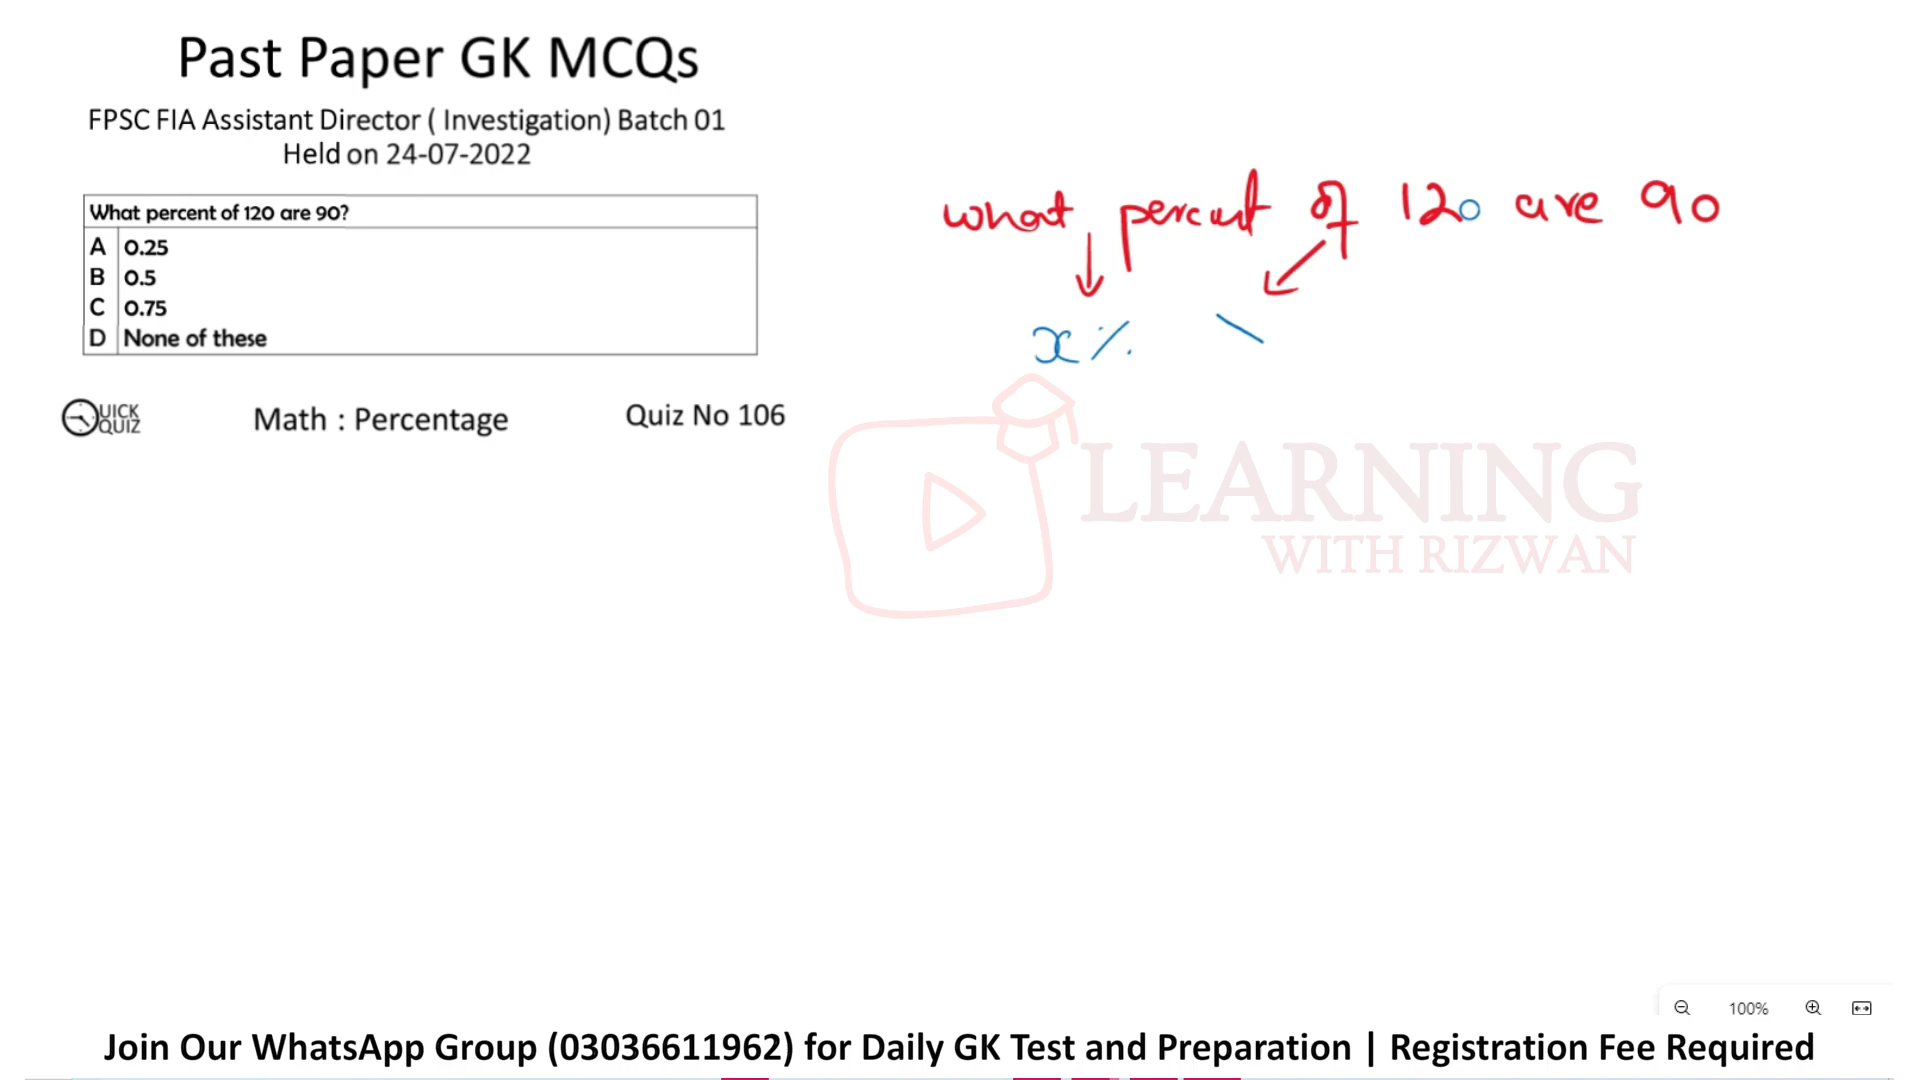 Past Paper GK MCQs
FPSC FIA Assistant Director ( Investigation) Batch 01
Held on 24-07-2022
What percent of 120 are 90?
A 0.25
B 0.5
C 0.75
D None of these
QUICK QUIZ
Math : Percentage
Quiz No 106
what percent of 120 are 90
x%
LEARNING
WITH RIZWAN
100%
Join Our WhatsApp Group (03036611962) for Daily GK Test and Preparation | Registration Fee Required